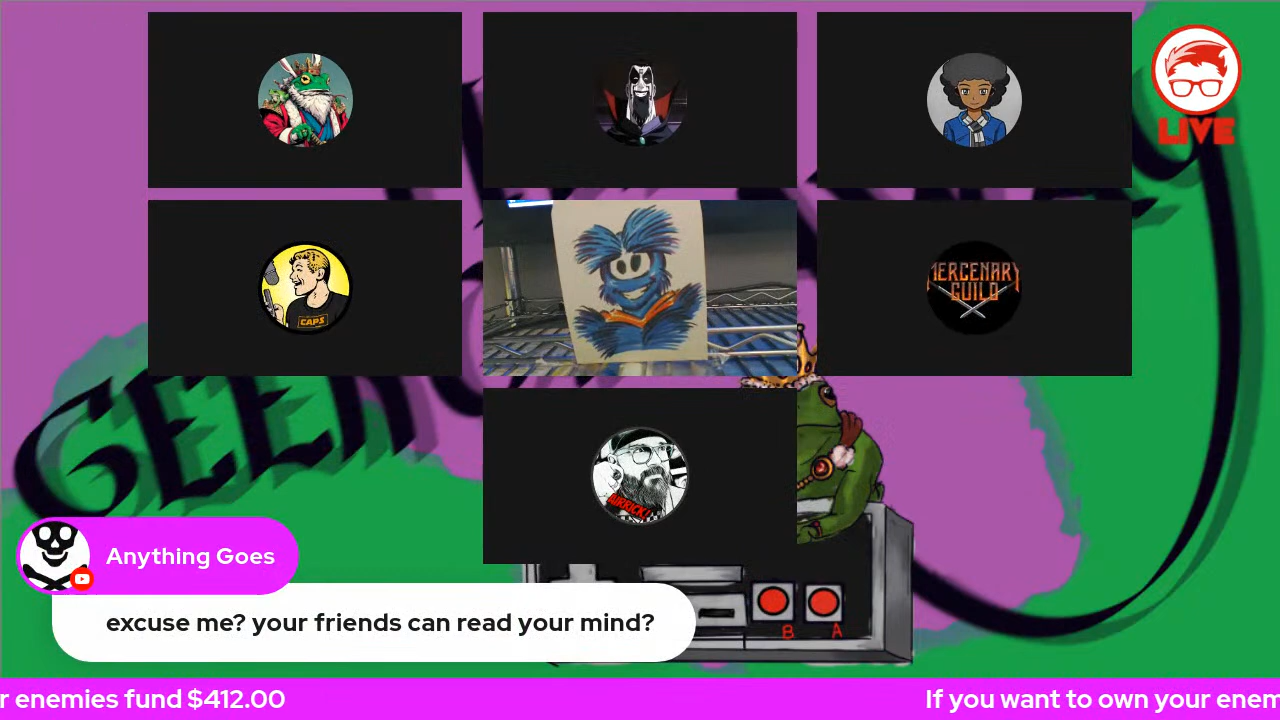 LIVE
CAPS
MERCENARY
GUILD
GEEK
Anything Goes
excuse me? your friends can read your mind?
B A
r enemies fund $412.00
If you want to own your enem